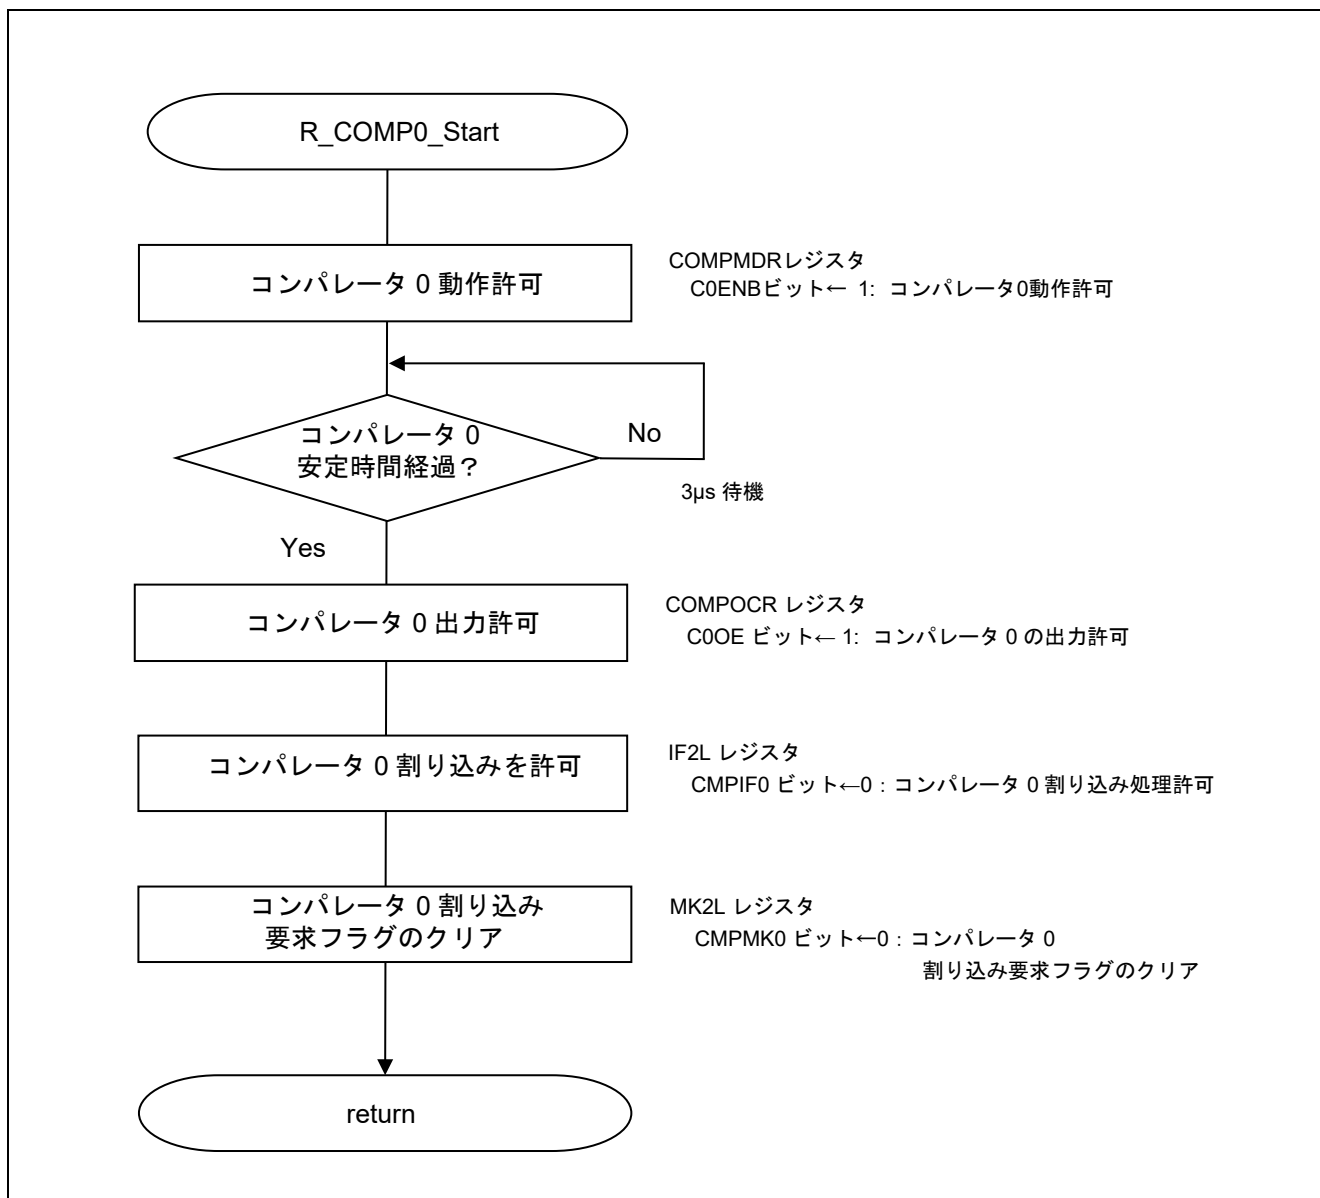 R_COMP0_Start
コンパレータ 0 動作許可
COMPMDRレジスタ
C0ENBビット← 1: コンパレータ0動作許可
コンパレータ 0
安定時間経過？
No
3µs 待機
Yes
コンパレータ 0 出力許可
COMPOCR レジスタ
C0OE ビット← 1: コンパレータ 0 の出力許可
コンパレータ 0 割り込みを許可
IF2L レジスタ
CMPIF0 ビット←0：コンパレータ 0 割り込み処理許可
コンパレータ 0 割り込み
要求フラグのクリア
MK2L レジスタ
CMPMK0 ビット←0：コンパレータ 0
割り込み要求フラグのクリア
return